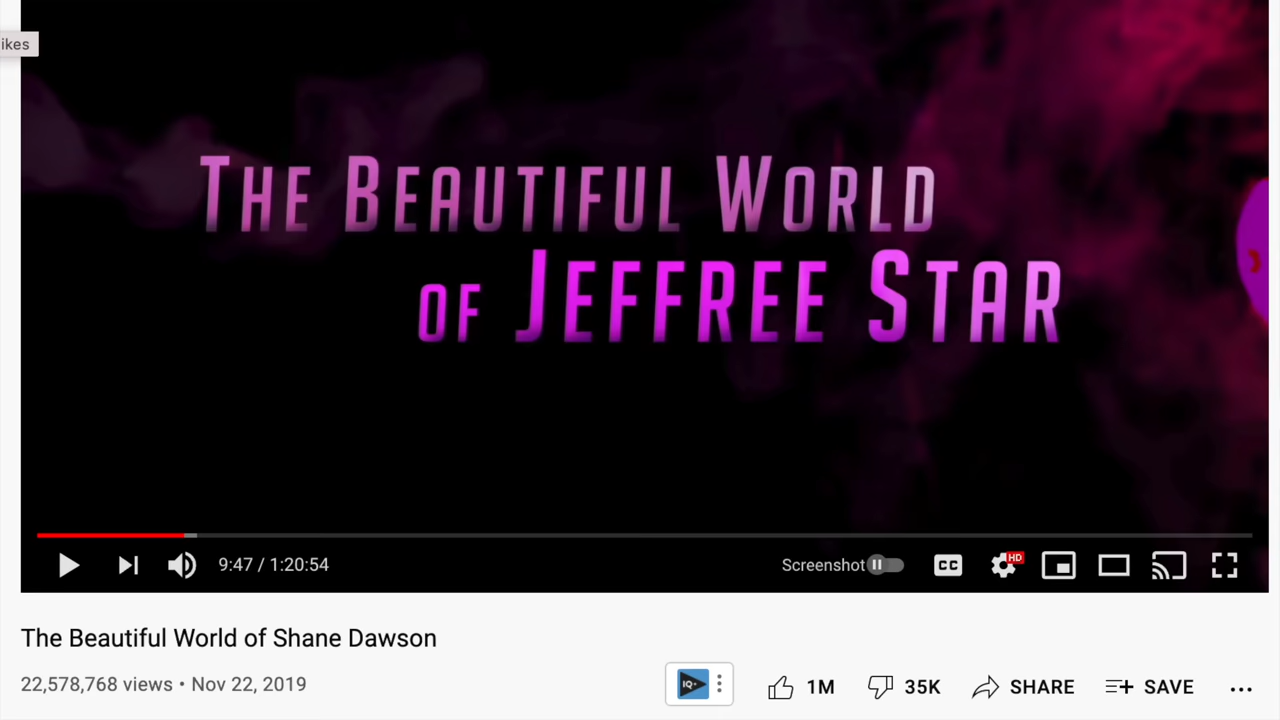 ikes
THE BEAUTIFUL WORLD
OF JEFFREE STAR
9:47 / 1:20:54
Screenshot
CC
HD
The Beautiful World of Shane Dawson
22,578,768 views • Nov 22, 2019
IQ+
1M
35K
SHARE
SAVE